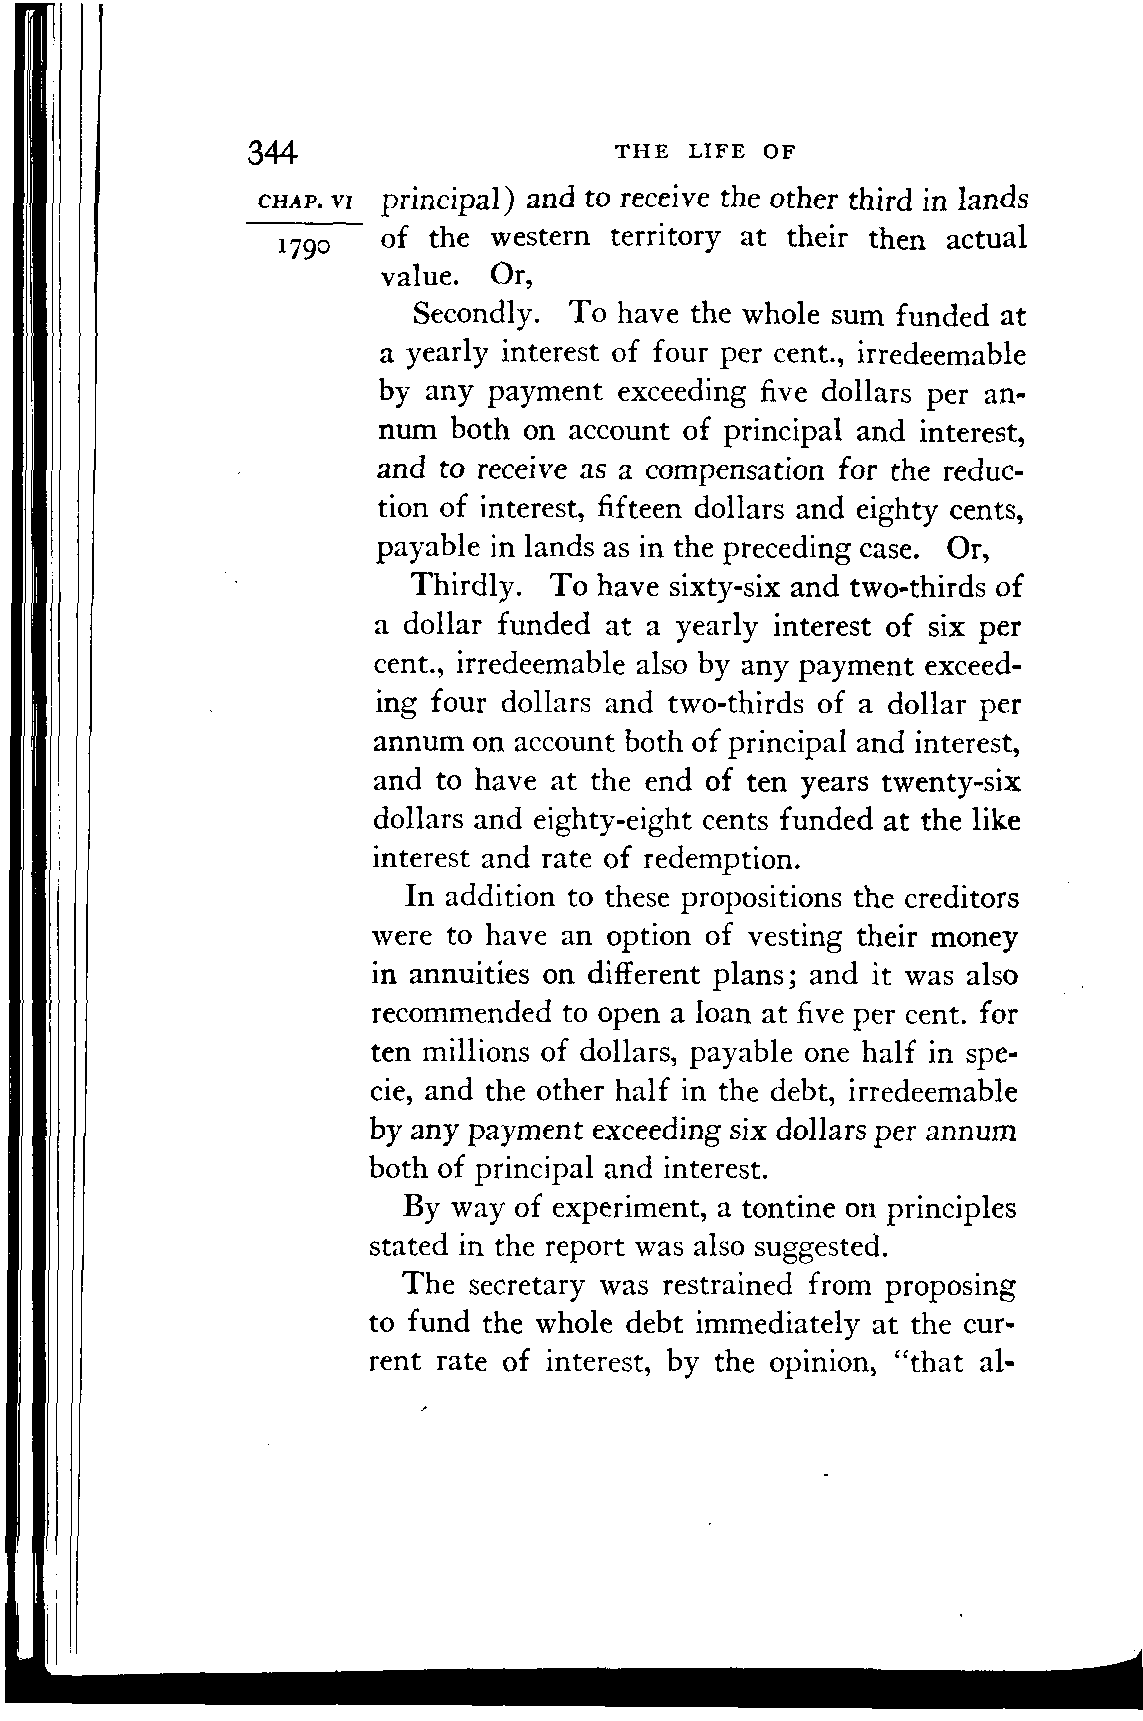 344 THE LIFE OF
CHAP. VI principal) and to receive the other third in lands
1790 of the western territory at their then actual
value. Or,
Secondly. To have the whole sum funded at
a yearly interest of four per cent., irredeemable
by any payment exceeding five dollars per an-
num both on account of principal and interest,
and to receive as a compensation for the reduc-
tion of interest, fifteen dollars and eighty cents,
payable in lands as in the preceding case. Or,
Thirdly. To have sixty-six and two-thirds of
a dollar funded at a yearly interest of six per
cent., irredeemable also by any payment exceed-
ing four dollars and two-thirds of a dollar per
annum on account both of principal and interest,
and to have at the end of ten years twenty-six
dollars and eighty-eight cents funded at the like
interest and rate of redemption.
In addition to these propositions the creditors
were to have an option of vesting their money
in annuities on different plans; and it was also
recommended to open a loan at five per cent. for
ten millions of dollars, payable one half in spe-
cie, and the other half in the debt, irredeemable
by any payment exceeding six dollars per annum
both of principal and interest.
By way of experiment, a tontine on principles
stated in the report was also suggested.
The secretary was restrained from proposing
to fund the whole debt immediately at the cur-
rent rate of interest, by the opinion, "that al-